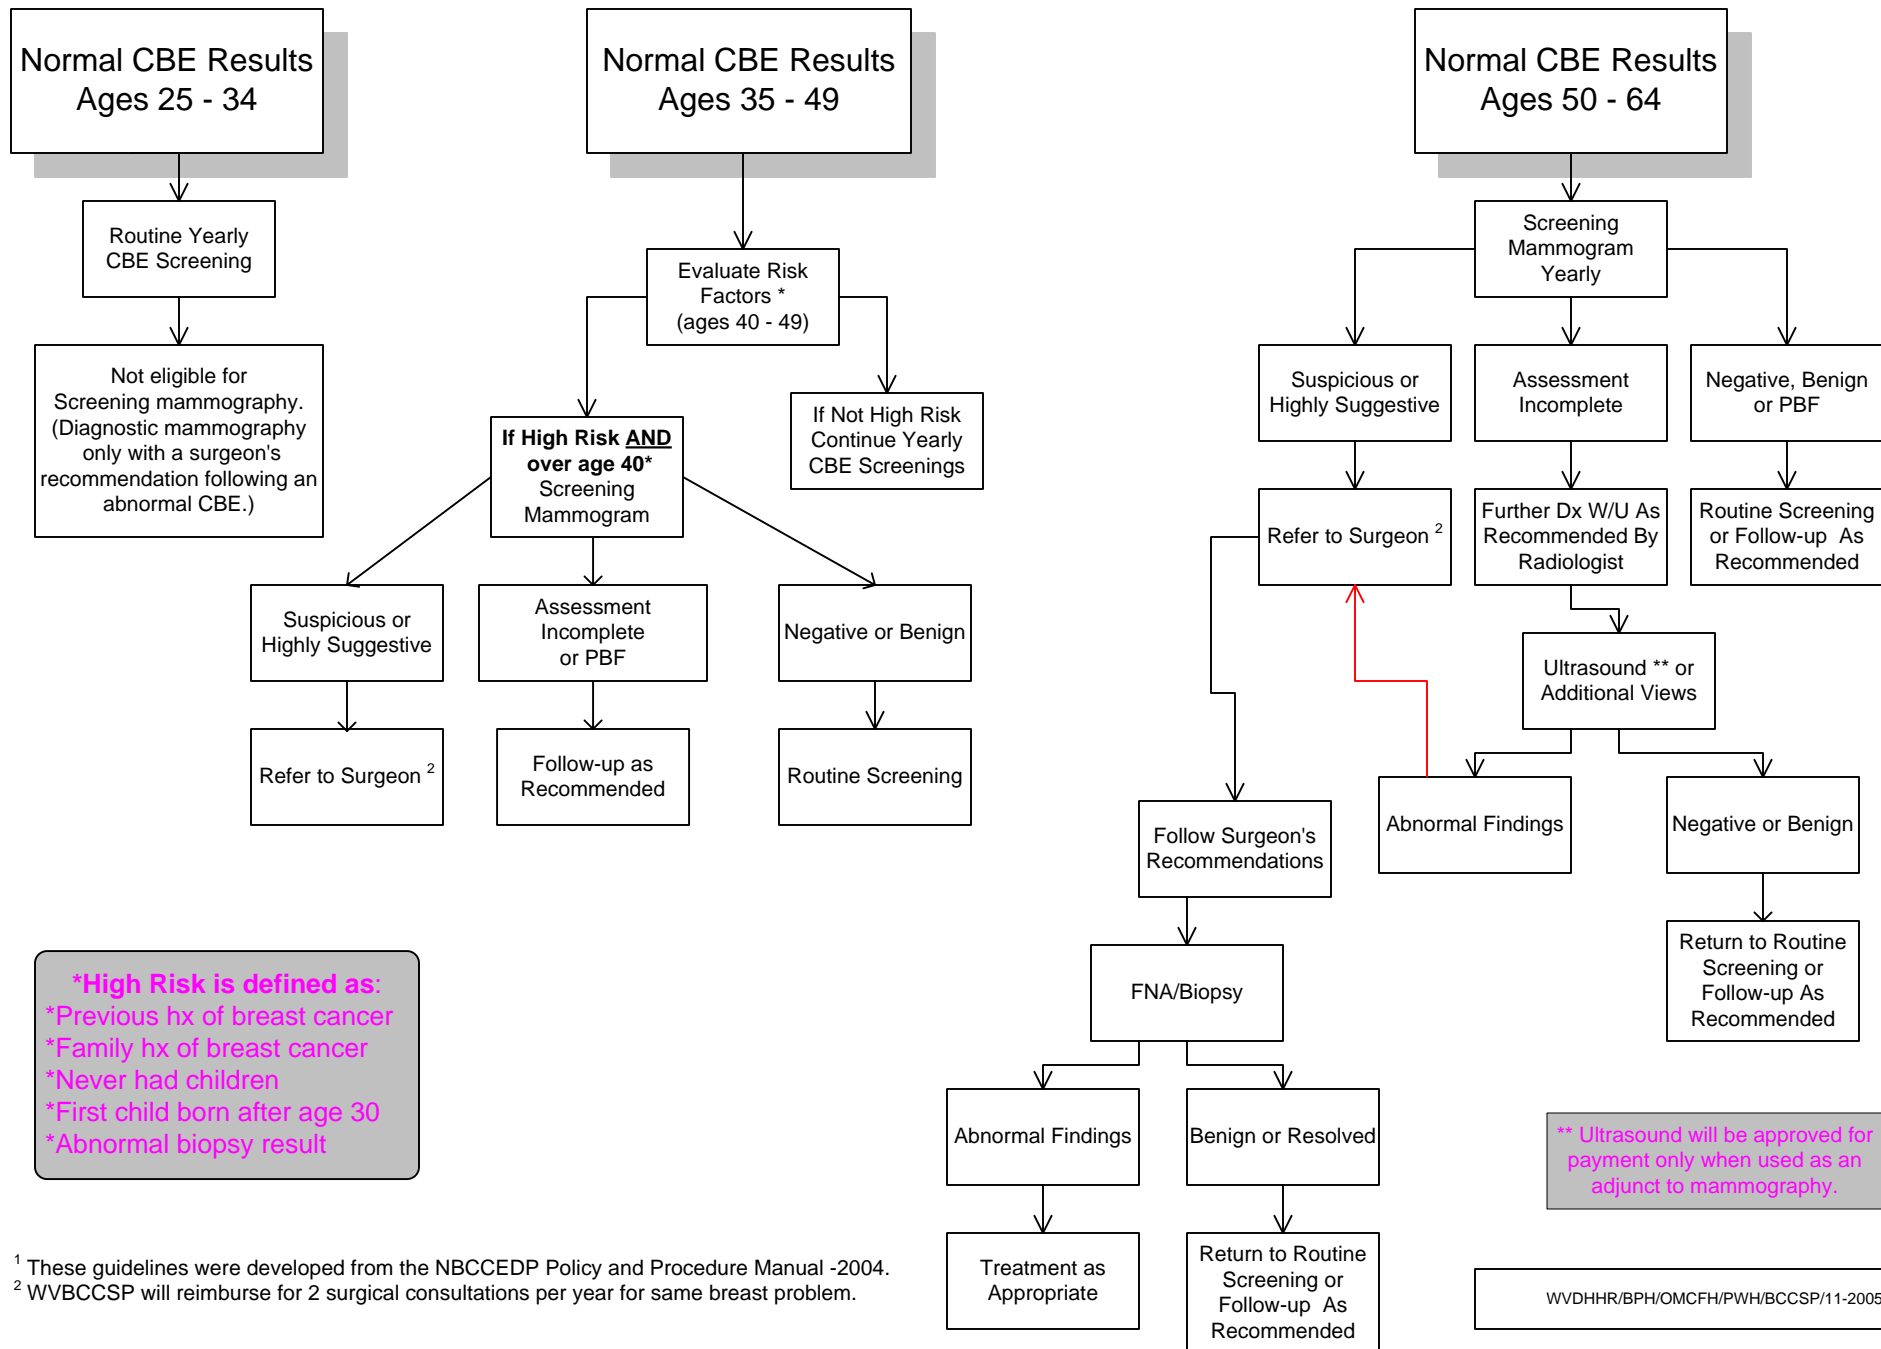 Normal CBE Results
Ages 25 - 34
Routine Yearly
CBE Screening
Not eligible for
Screening mammography.
(Diagnostic mammography
only with a surgeon's
recommendation following an
abnormal CBE.)
Normal CBE Results
Ages 35 - 49
Evaluate Risk
Factors *
(ages 40 - 49)
If High Risk AND
over age 40*
Screening
Mammogram
If Not High Risk
Continue Yearly
CBE Screenings
Suspicious or
Highly Suggestive
Assessment
Incomplete
or PBF
Negative or Benign
Refer to Surgeon 2
Follow-up as
Recommended
Routine Screening
Normal CBE Results
Ages 50 - 64
Screening
Mammogram
Yearly
Suspicious or
Highly Suggestive
Assessment
Incomplete
Negative, Benign
or PBF
Refer to Surgeon 2
Further Dx W/U As
Recommended By
Radiologist
Routine Screening
or Follow-up As
Recommended
Ultrasound ** or
Additional Views
Abnormal Findings
Negative or Benign
Follow Surgeon's
Recommendations
Return to Routine
Screening or
Follow-up As
Recommended
FNA/Biopsy
Abnormal Findings
Benign or Resolved
Treatment as
Appropriate
Return to Routine
Screening or
Follow-up As
Recommended
*High Risk is defined as:
*Previous hx of breast cancer
*Family hx of breast cancer
*Never had children
*First child born after age 30
*Abnormal biopsy result
** Ultrasound will be approved for
payment only when used as an
adjunct to mammography.
1 These guidelines were developed from the NBCCEDP Policy and Procedure Manual -2004.
2 WVBCCSP will reimburse for 2 surgical consultations per year for same breast problem.
WVDHHR/BPH/OMCFH/PWH/BCCSP/11-2005